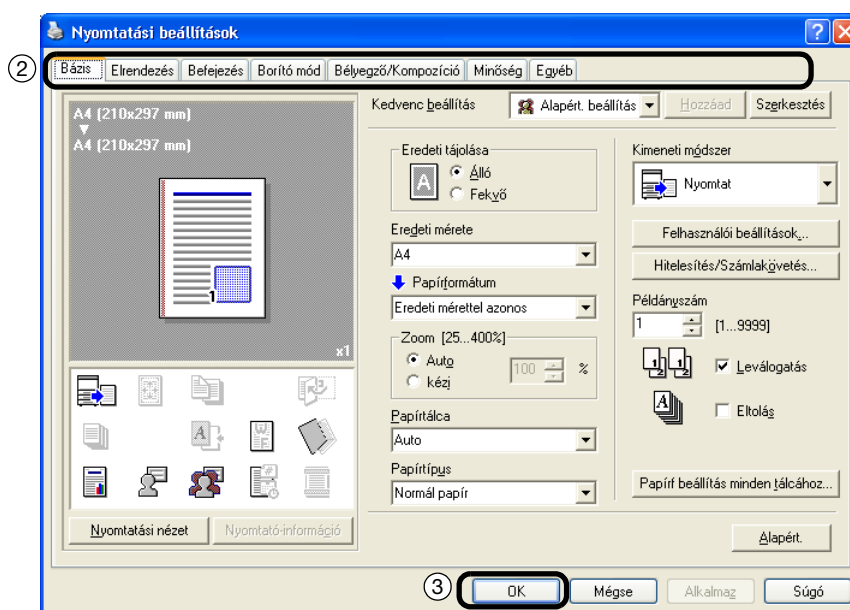 Nyomtatási beállítások
②
Bázis Elrendezés Befejezés Borító mód Bélyegző/Kompozíció Minőség Egyéb
A4 (210x297 mm)
A4 (210x297 mm)
1
x1
Nyomtatási nézet Nyomtató-információ
Kedvenc beállítás Alapért. beállítás Hozzáad Szerkesztés
Eredeti tájolása
A
Álló
Fekvő
Eredeti mérete
A4
Papírformátum
Eredeti mérettel azonos
Zoom [25...400%]
Auto
kézi
100 %
Papírtálca
Auto
Papírtípus
Normál papír
Kimeneti módszer
Nyomtat
Felhasználói beállítások...
Hitelesítés/Számlakövetés...
Példányszám
1 [1...9999]
Leválogatás
Eltolás
Papírf beállítás minden tálcához...
Alapért.
③ OK Mégse Alkalmaz Súgó